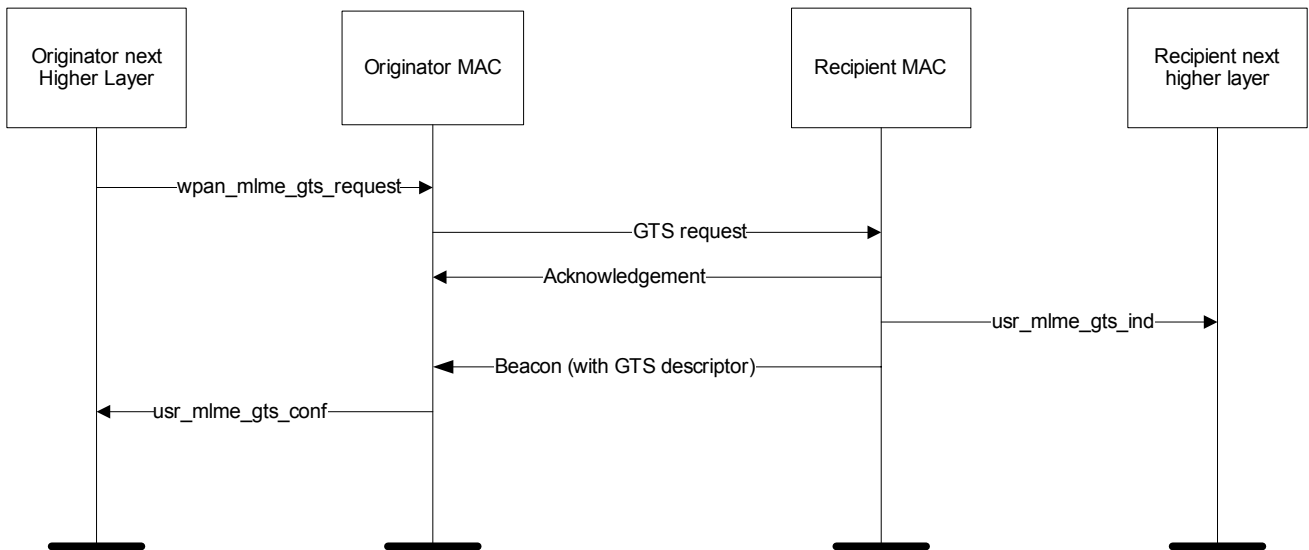 Originator next
Higher Layer
Originator MAC
Recipient MAC
Recipient next
higher layer
wpan_mlme_gts_request
GTS request
Acknowledgement
usr_mlme_gts_ind
Beacon (with GTS descriptor)
usr_mlme_gts_conf